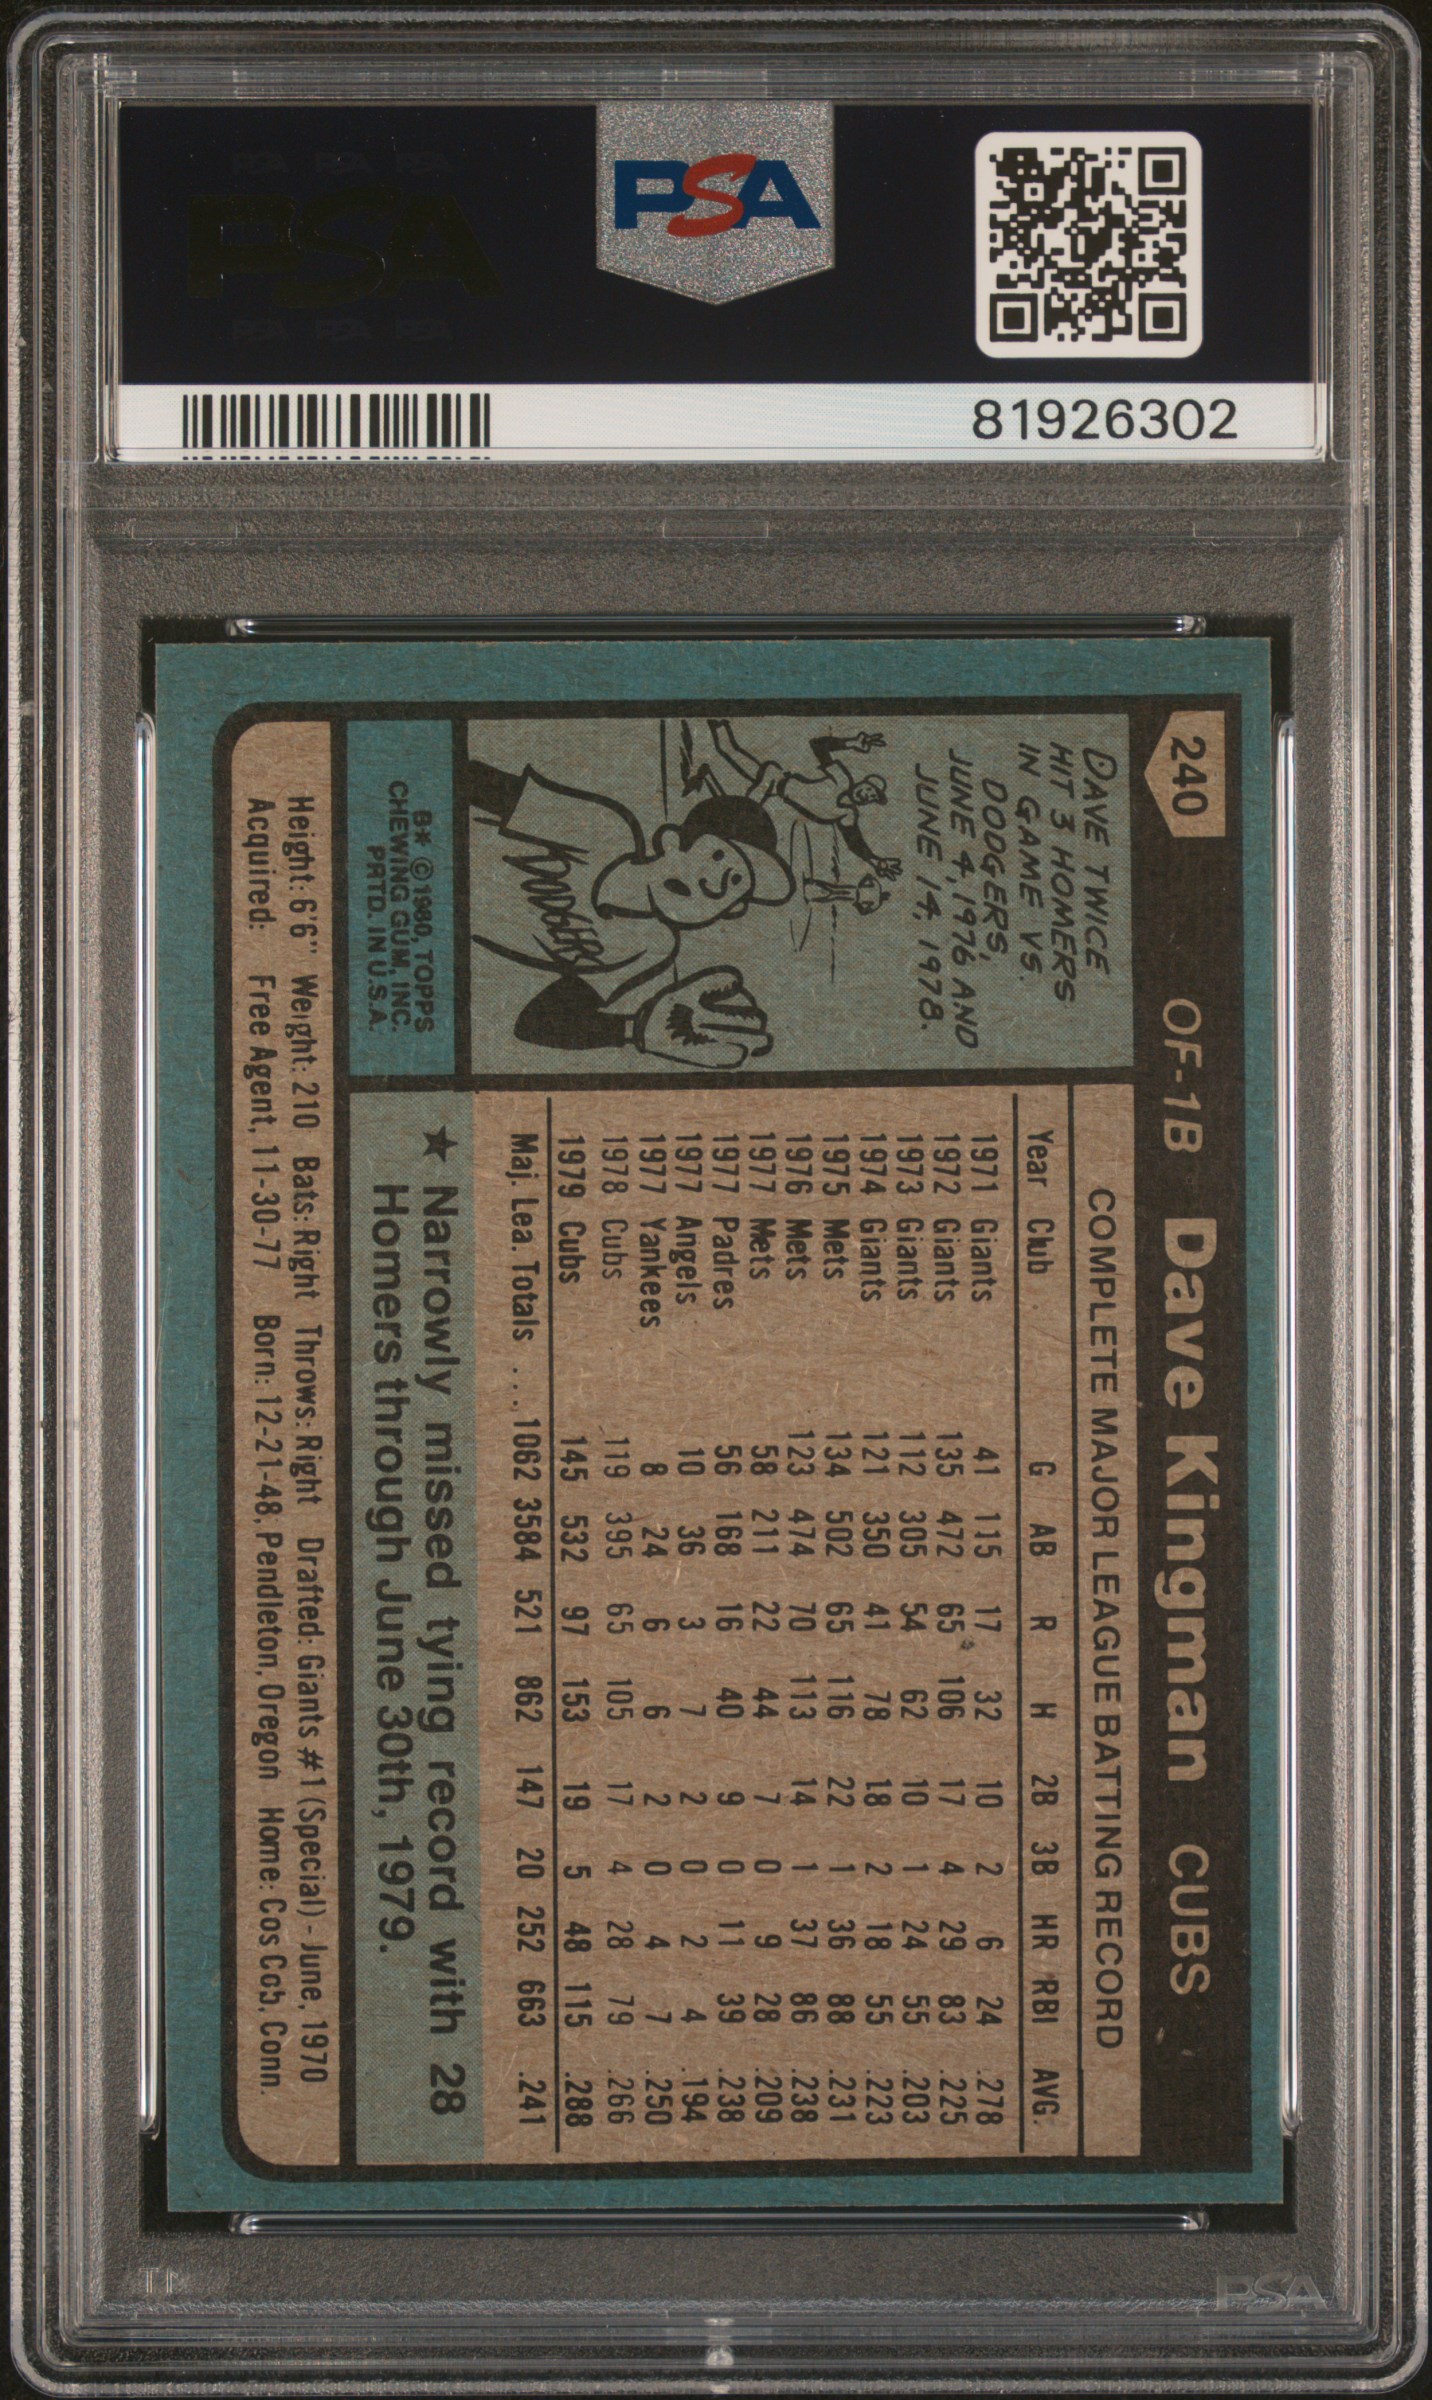 PSA
81926302
240 OF-1B Dave Kingman CUBS
DAVE TWICE
HIT 3 HOMERS
IN GAME VS.
DODGERS,
JUNE 4, 1976 AND
JUNE 14, 1978.
B* © 1980, TOPPS
CHEWING GUM, INC.
PRTD. IN U.S.A.
COMPLETE MAJOR LEAGUE BATTING RECORD
Year Club G AB R H 2B 3B HR RBI AVG.
1971 Giants 41 115 17 32 10 2 6 24 .278
1972 Giants 135 472 65 106 17 4 29 83 .225
1973 Giants 112 305 54 62 10 1 24 55 .203
1974 Giants 121 350 41 78 18 2 18 55 .223
1975 Mets 134 502 65 116 22 1 36 88 .231
1976 Mets 123 474 70 113 14 1 37 86 .238
1977 Mets 58 211 22 44 7 0 9 28 .209
1977 Padres 56 168 16 40 9 0 11 39 .238
1977 Angels 10 36 3 7 2 0 2 4 .194
1977 Yankees 8 24 6 6 2 0 4 7 .250
1978 Cubs 119 395 65 105 17 4 28 79 .266
1979 Cubs 145 532 97 153 19 5 48 115 .288
Maj. Lea. Totals ... 1062 3584 521 862 147 20 252 663 .241
★ Narrowly missed tying record with 28
Homers through June 30th, 1979.
Height: 6'6" Weight: 210 Bats: Right Throws: Right Drafted: Giants #1 (Special) - June, 1970
Acquired: Free Agent, 11-30-77 Born: 12-21-48, Pendleton, Oregon Home: Cos Cob, Conn.
PSA